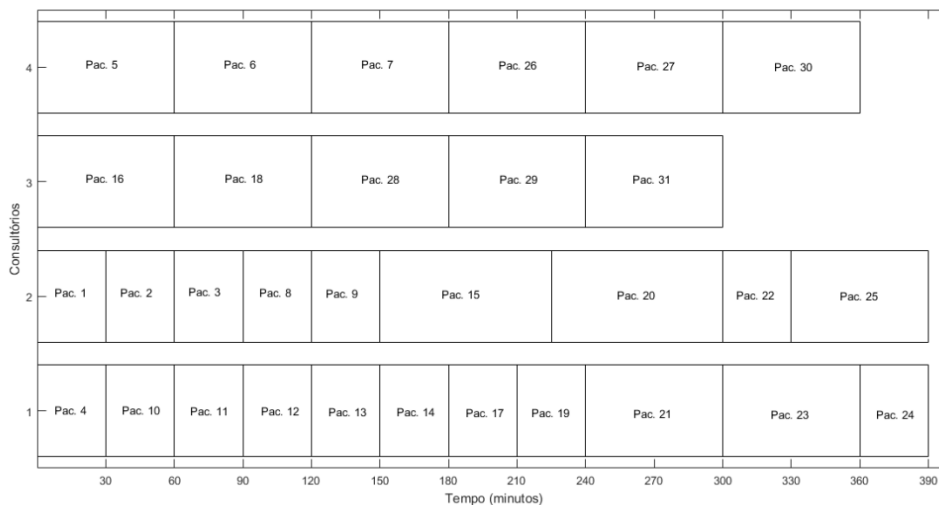 4
Pac. 5 Pac. 6 Pac. 7 Pac. 26 Pac. 27 Pac. 30
3
Pac. 16 Pac. 18 Pac. 28 Pac. 29 Pac. 31
Consultórios
2
Pac. 1 Pac. 2 Pac. 3 Pac. 8 Pac. 9 Pac. 15 Pac. 20 Pac. 22 Pac. 25
1
Pac. 4 Pac. 10 Pac. 11 Pac. 12 Pac. 13 Pac. 14 Pac. 17 Pac. 19 Pac. 21 Pac. 23 Pac. 24
30 60 90 120 150 180 210 240 270 300 330 360 390
Tempo (minutos)